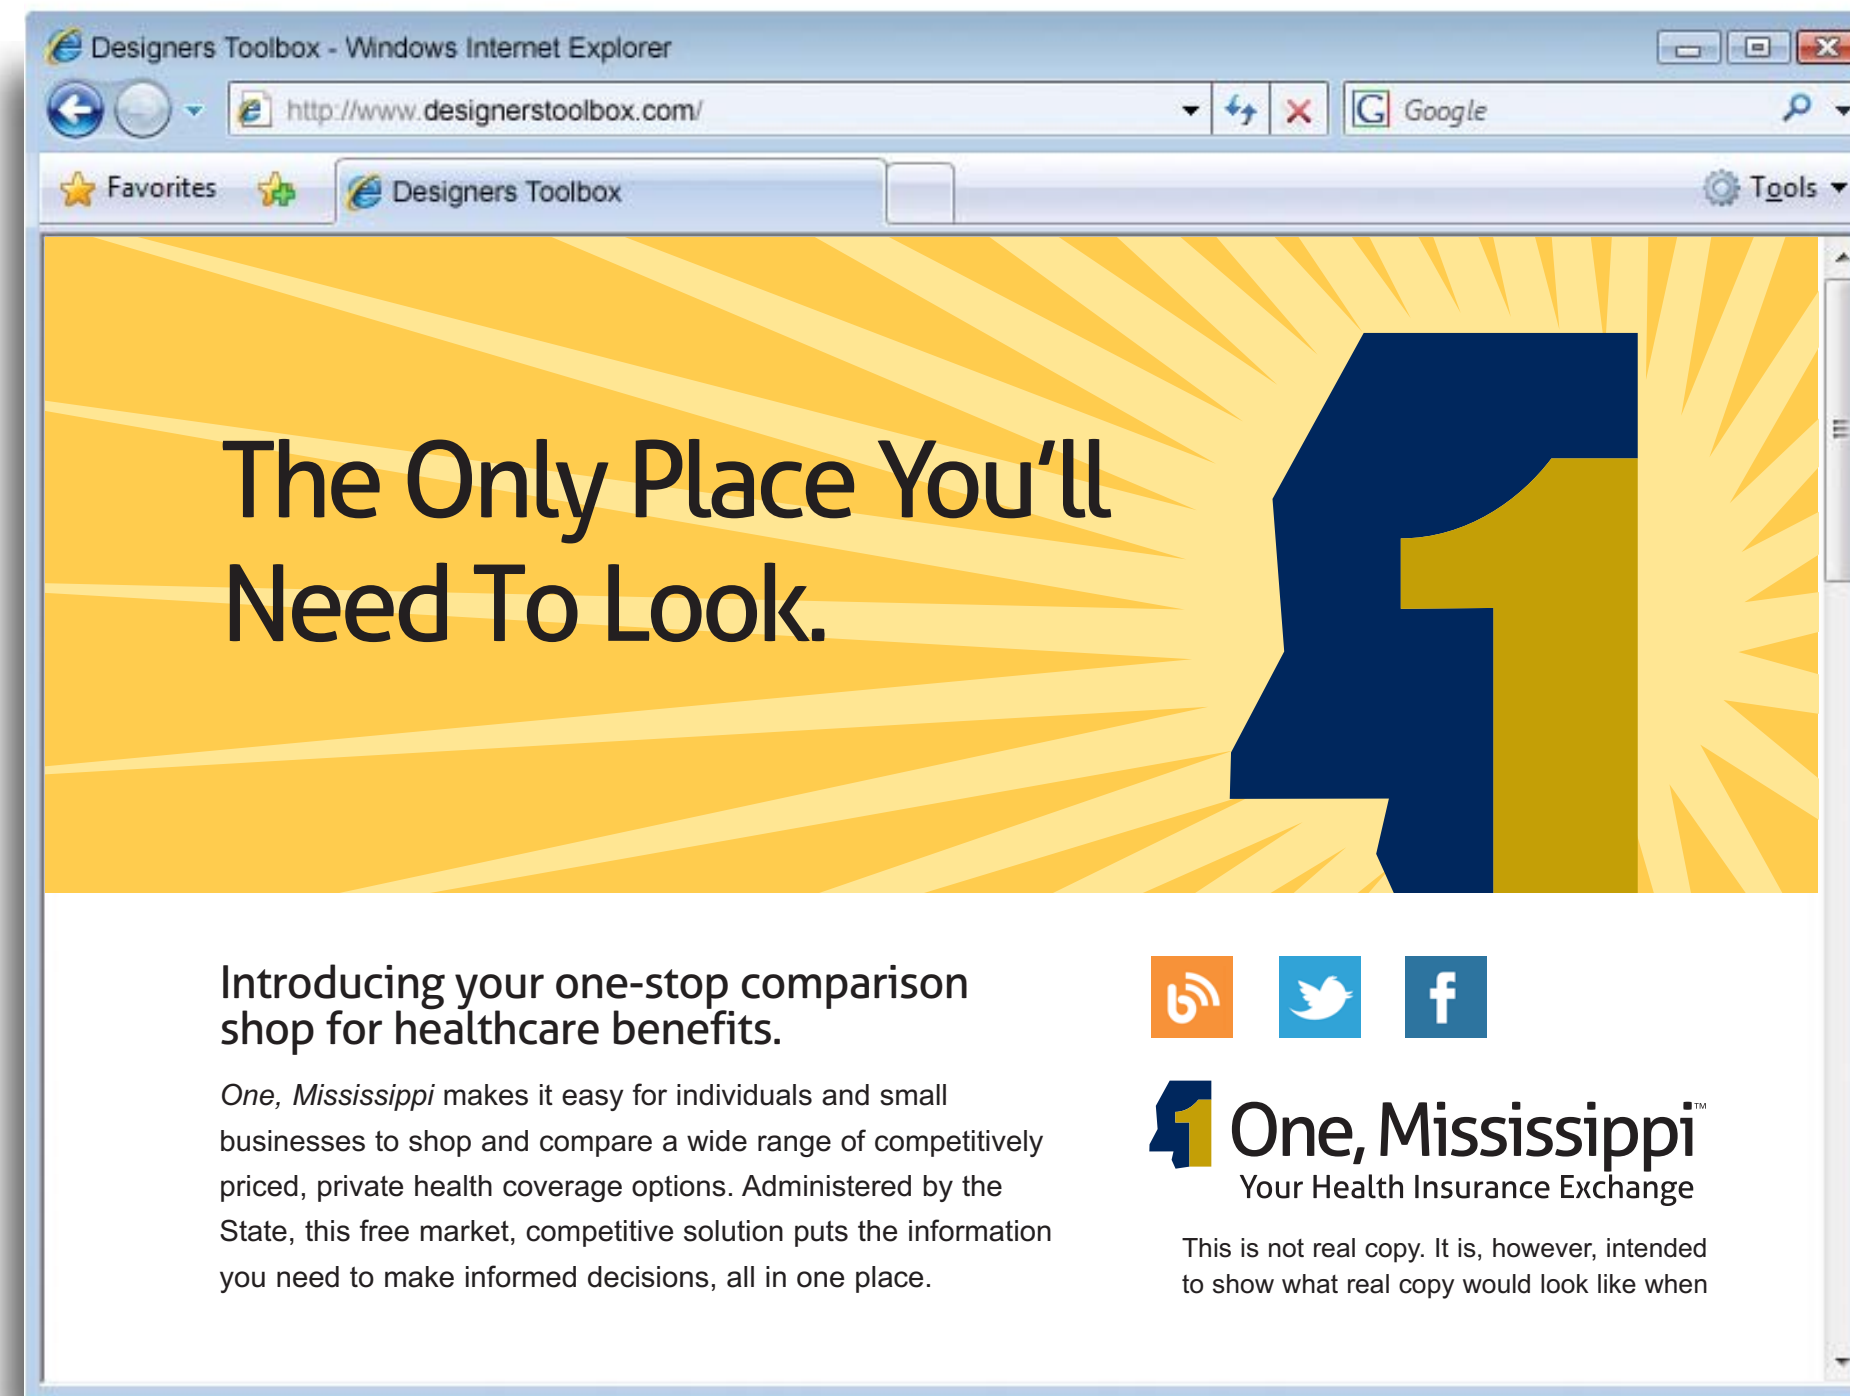 Designers Toolbox - Windows Internet Explorer
http://www.designerstoolbox.com/
Google
Favorites
Designers Toolbox
Tools
The Only Place You'll
Need To Look.
1
Introducing your one-stop comparison
shop for healthcare benefits.
One, Mississippi makes it easy for individuals and small
businesses to shop and compare a wide range of competitively
priced, private health coverage options. Administered by the
State, this free market, competitive solution puts the information
you need to make informed decisions, all in one place.
1 One, Mississippi™
Your Health Insurance Exchange
This is not real copy. It is, however, intended
to show what real copy would look like when